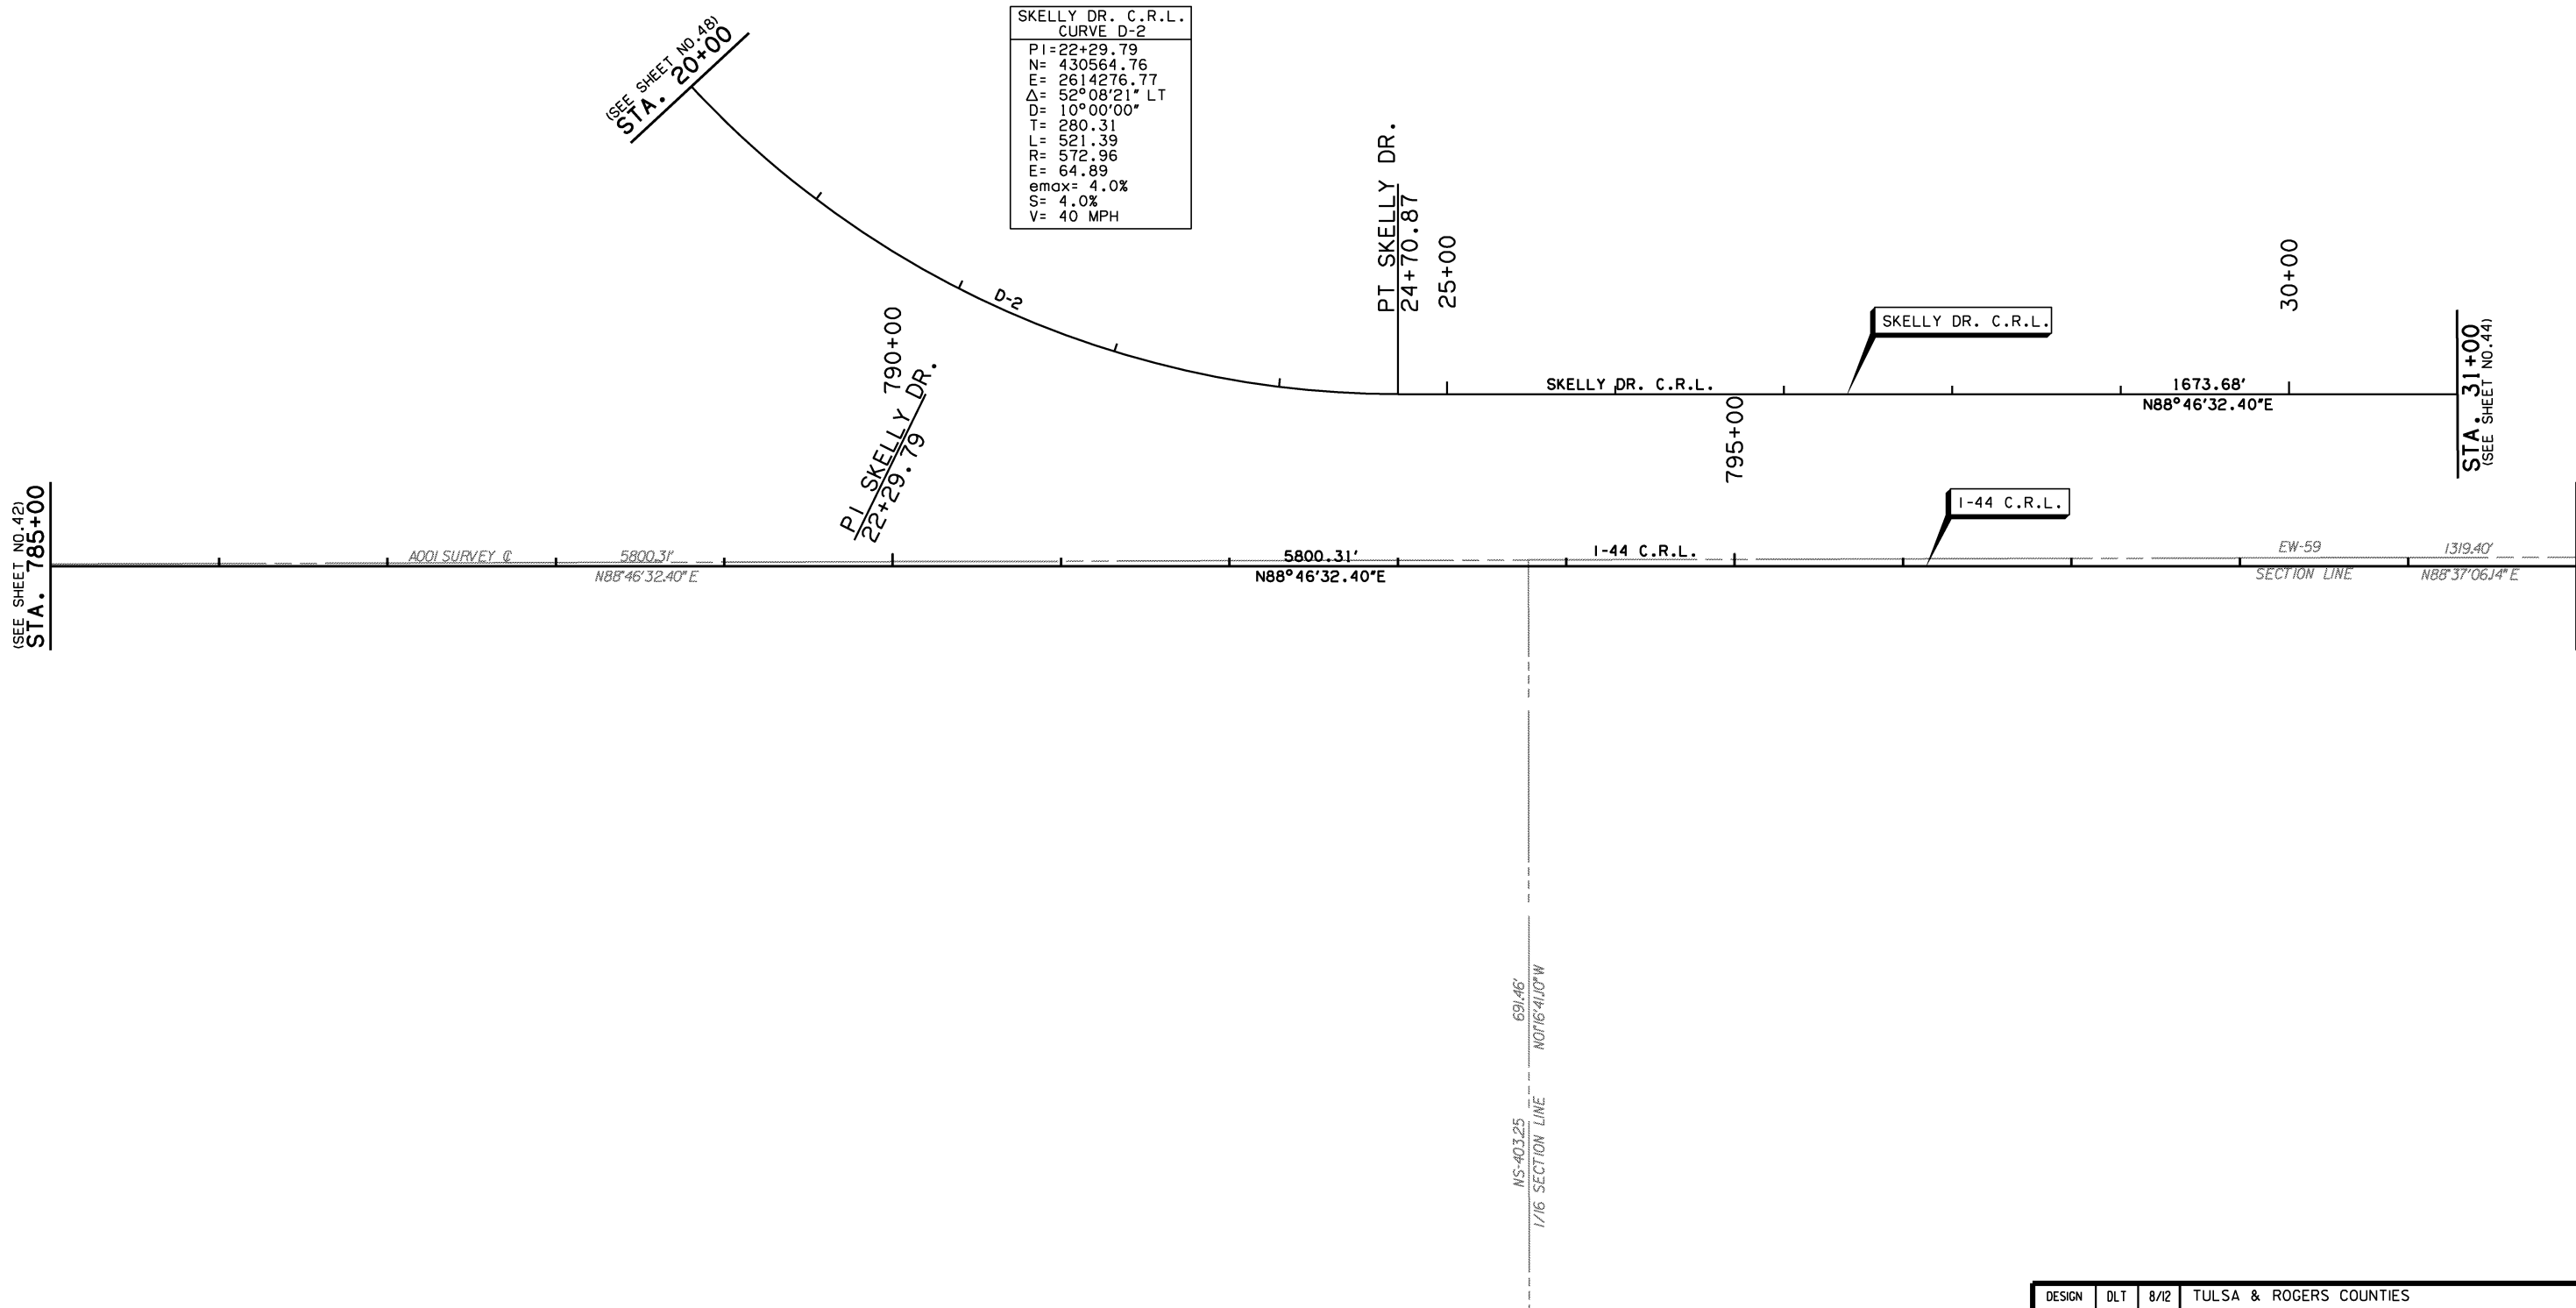 SKELLY DR. C.R.L.
CURVE D-2
PI=22+29.79
N= 430564.76
E= 2614276.77
Δ= 52°08'21" LT
D= 10°00'00"
T= 280.31
L= 521.39
R= 572.96
E= 64.89
emax= 4.0%
S= 4.0%
V= 40 MPH
(SEE SHEET NO.48)
STA. 20+00
D-2
PT SKELLY DR.
24+70.87
25+00
30+00
SKELLY DR. C.R.L.
SKELLY DR. C.R.L.
1673.68'
N88°46'32.40"E
STA. 31+00
(SEE SHEET NO.44)
790+00
PI SKELLY DR.
22+29.79
795+00
I-44 C.R.L.
(SEE SHEET NO.42)
STA. 785+00
A001 SURVEY ℄
5800.31'
N88°46'32.40"E
5800.31'
N88°46'32.40"E
I-44 C.R.L.
EW-59
1319.40'
SECTION LINE
N88°37'06.14"E
691.46'
N01°16'41.10"W
NS-403.25
1/16 SECTION LINE
DESIGN DLT 8/12 TULSA & ROGERS COUNTIES